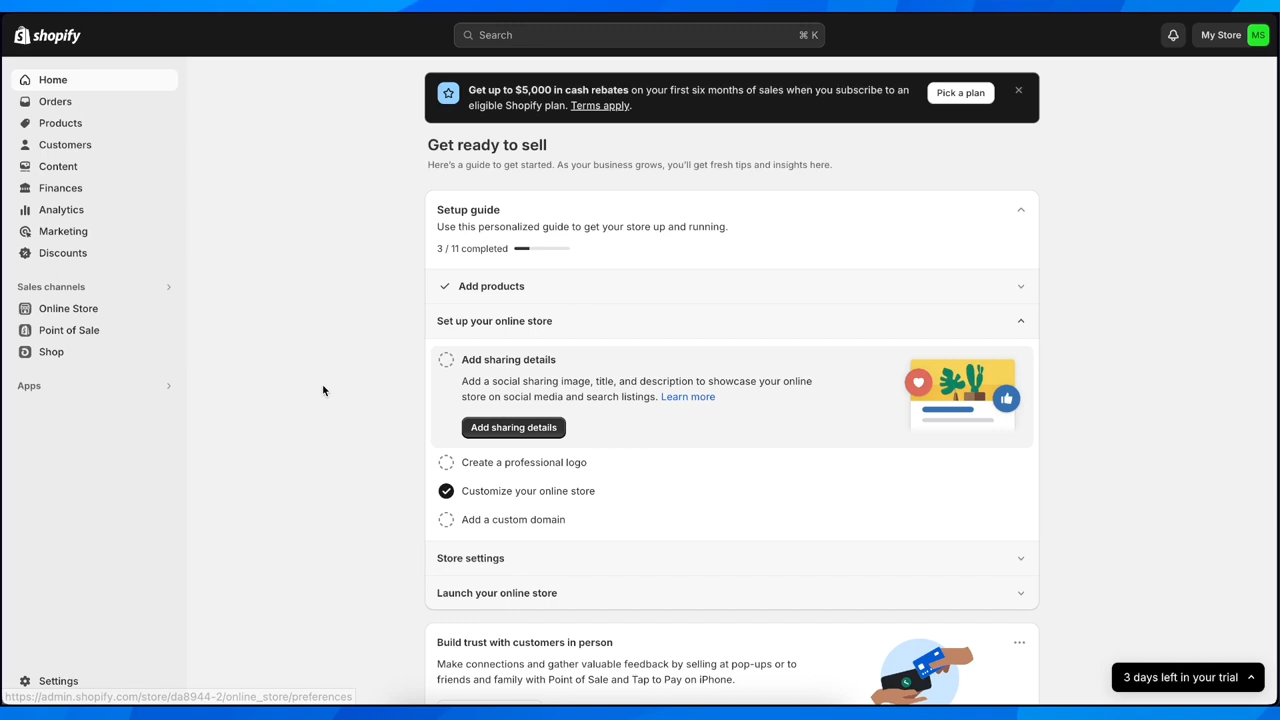 shopify
Search
⌘ K
My Store
MS
Home
Orders
Products
Customers
Content
Finances
Analytics
Marketing
Discounts
Sales channels
Online Store
Point of Sale
Shop
Apps
Settings
https://admin.shopify.com/store/da8944-2/online_store/preferences
Get up to $5,000 in cash rebates on your first six months of sales when you subscribe to an
eligible Shopify plan. Terms apply.
Pick a plan
Get ready to sell
Here's a guide to get started. As your business grows, you'll get fresh tips and insights here.
Setup guide
Use this personalized guide to get your store up and running.
3 / 11 completed
Add products
Set up your online store
Add sharing details
Add a social sharing image, title, and description to showcase your online
store on social media and search listings. Learn more
Add sharing details
Create a professional logo
Customize your online store
Add a custom domain
Store settings
Launch your online store
Build trust with customers in person
Make connections and gather valuable feedback by selling at pop-ups or to
friends and family with Point of Sale and Tap to Pay on iPhone.
3 days left in your trial